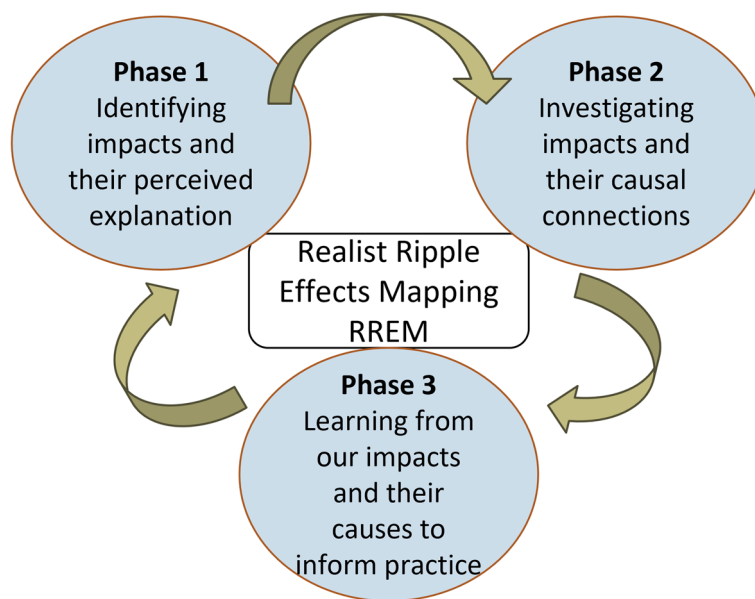 Phase 1
Identifying
impacts and
their perceived
explanation
Phase 2
Investigating
impacts and
their causal
connections
Realist Ripple
Effects Mapping
RREM
Phase 3
Learning from
our impacts
and their
causes to
inform practice